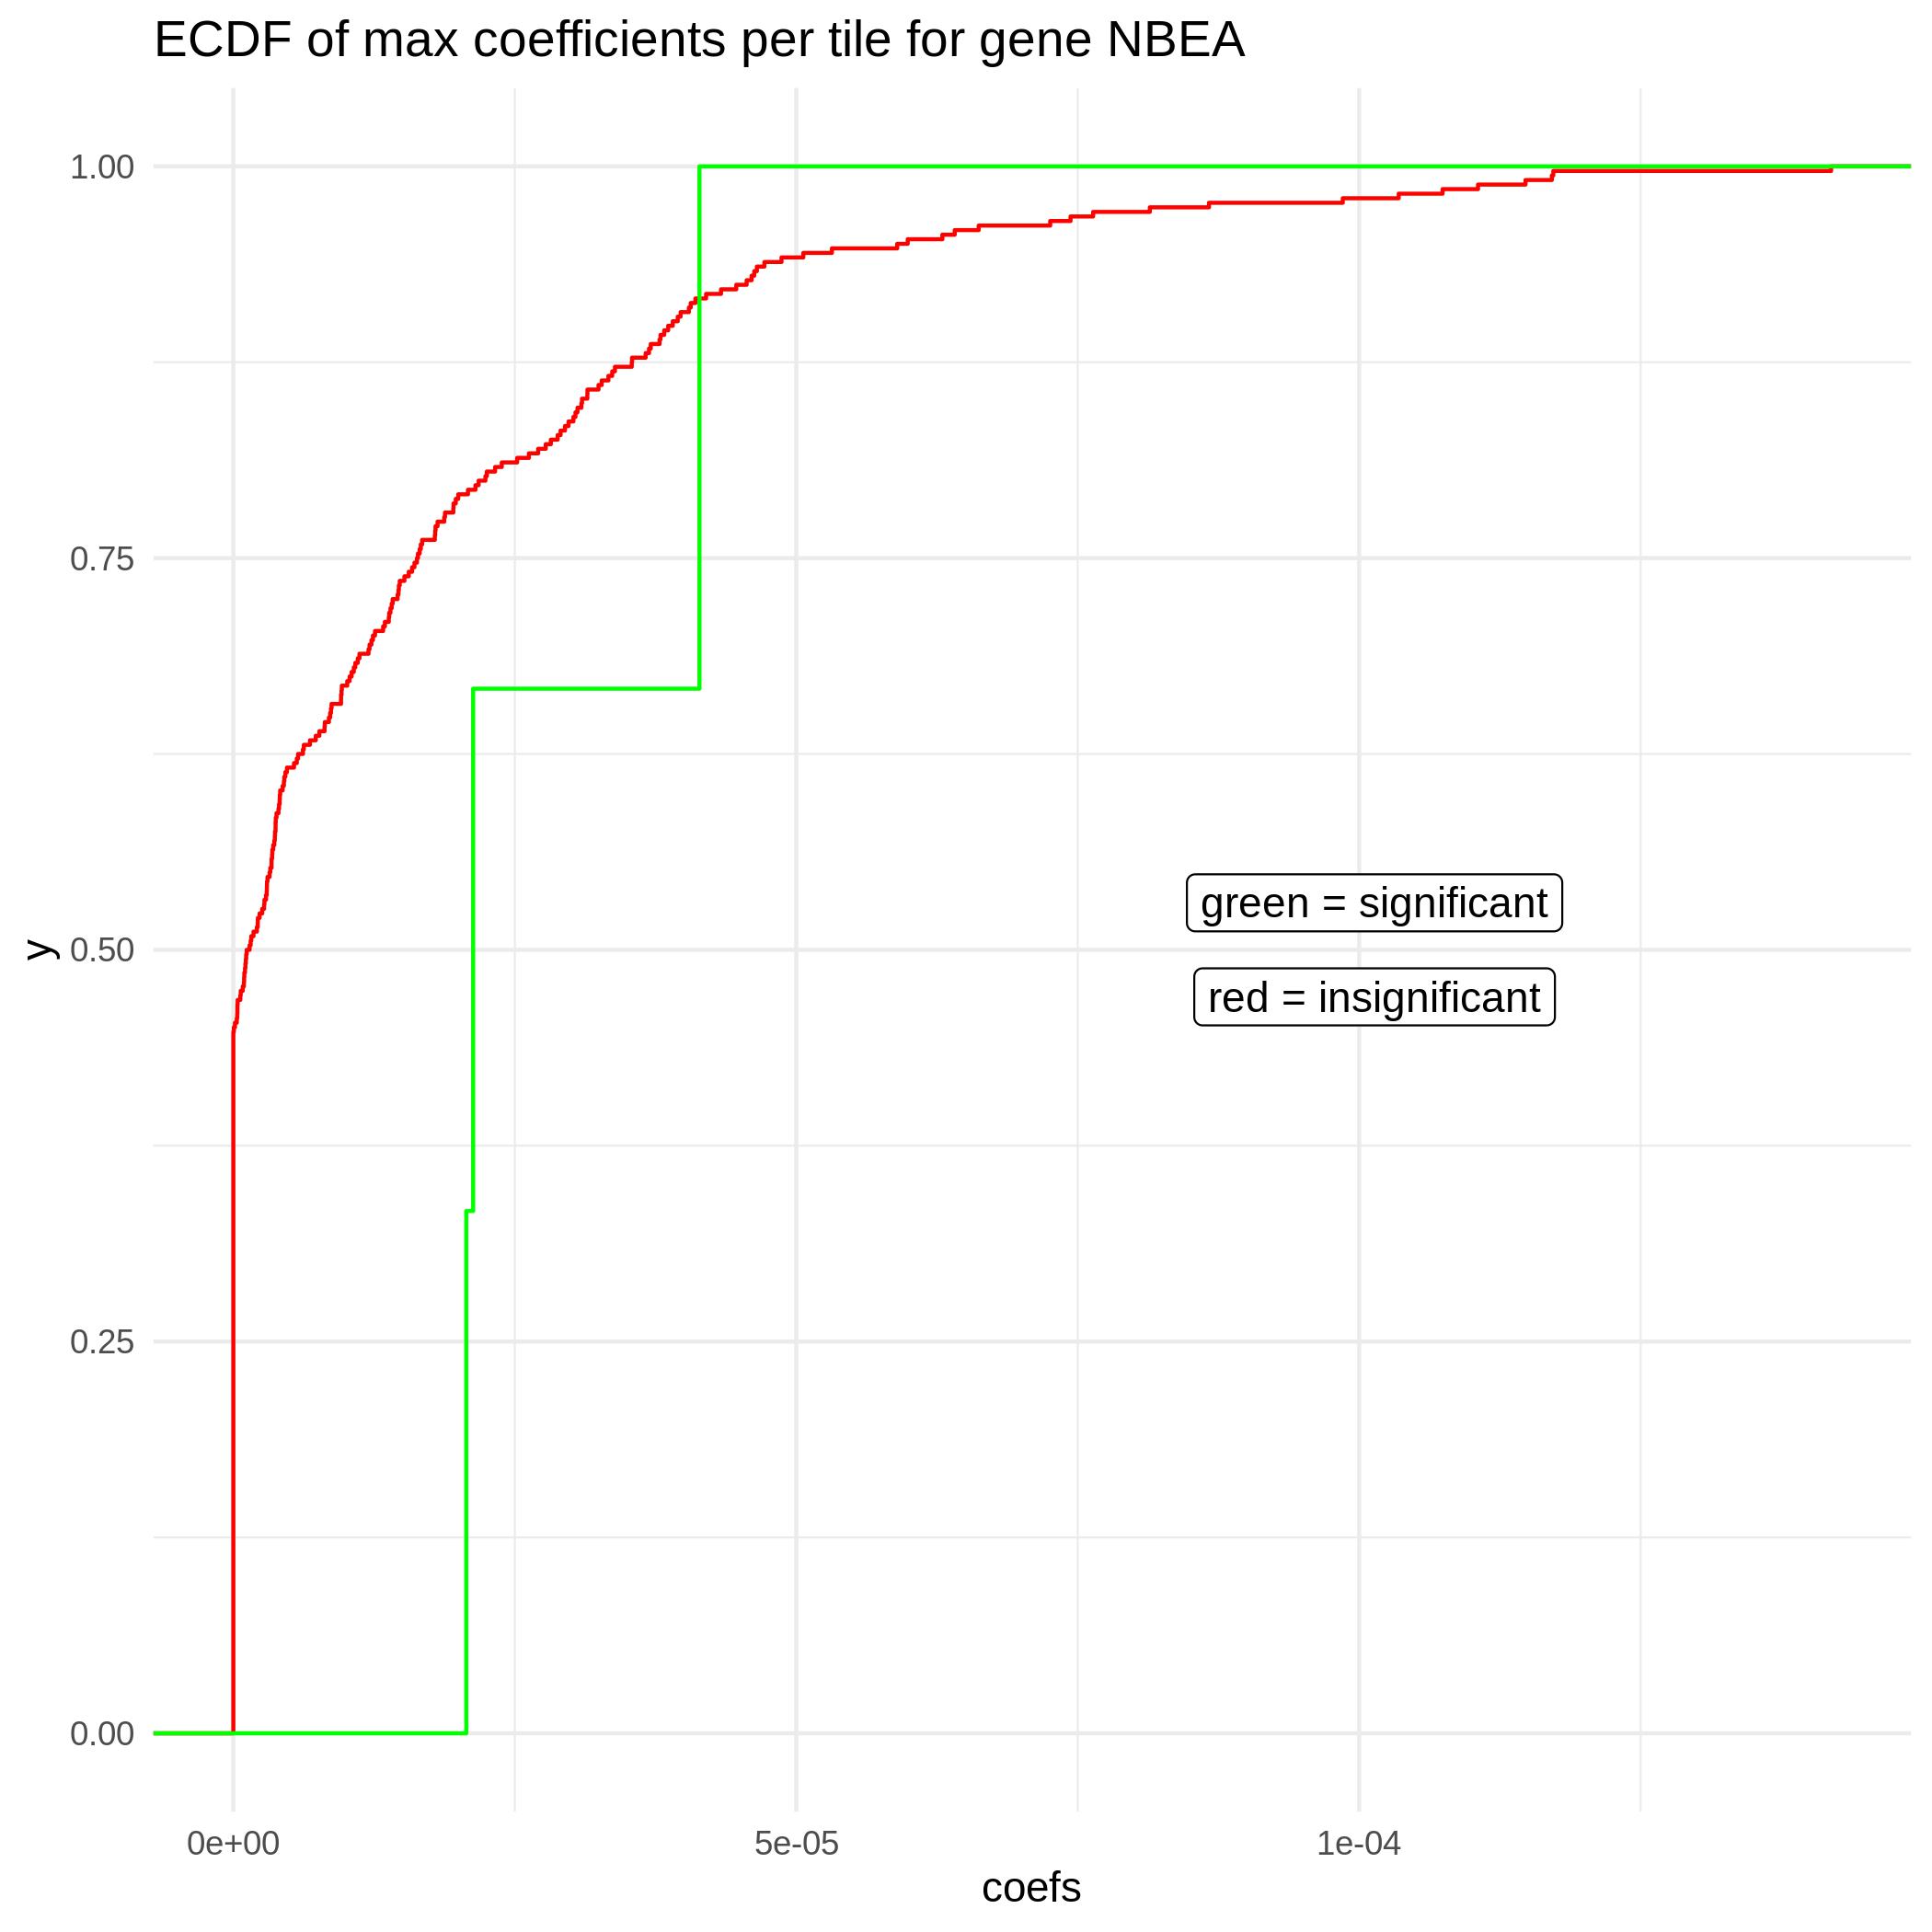 ECDF of max coefficients per tile for gene NBEA
1.00
0.75
0.50
0.25
0.00
y
green = significant
red = insignificant
0e+00 5e-05 1e-04
coefs